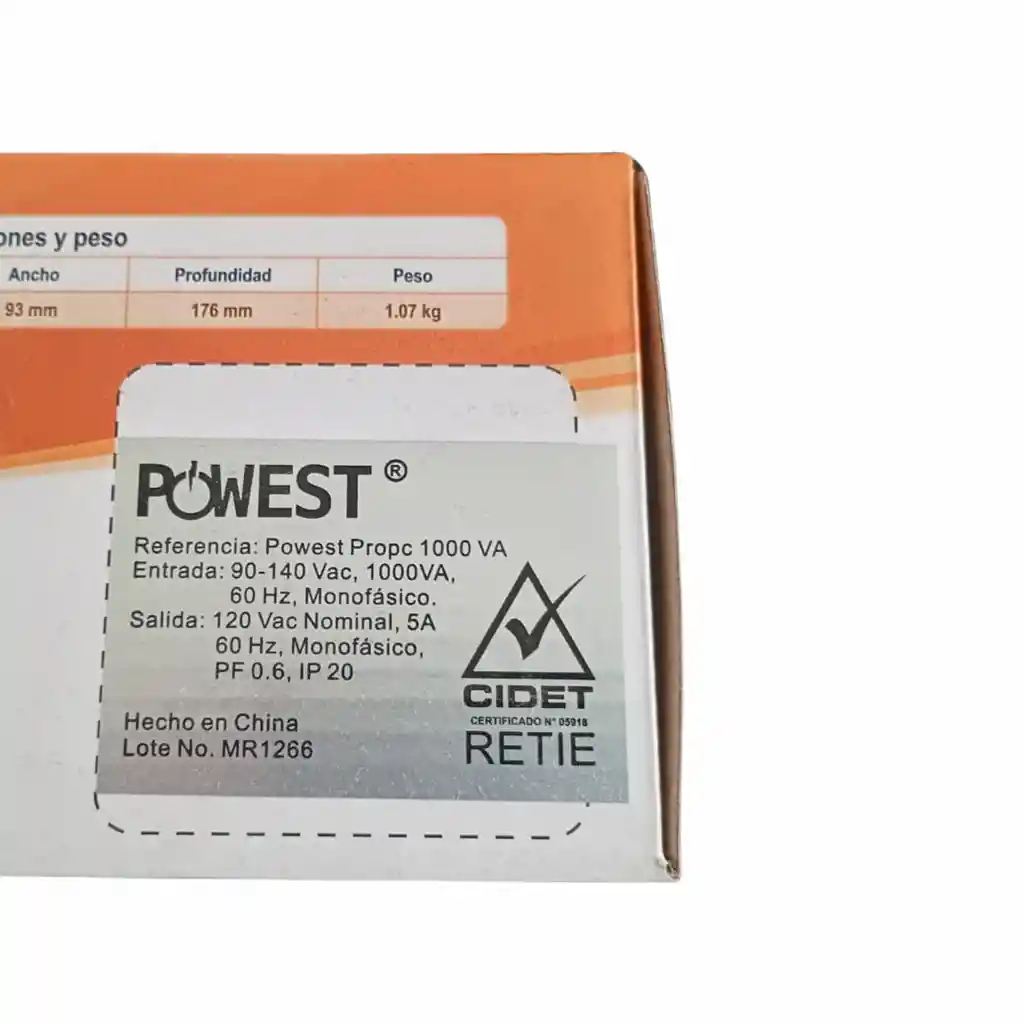 ones y peso
Ancho Profundidad Peso
93 mm 176 mm 1.07 kg
POWEST ®
Referencia: Powest Propc 1000 VA
Entrada: 90-140 Vac, 1000VA,
60 Hz, Monofásico.
Salida: 120 Vac Nominal, 5A
60 Hz, Monofásico,
PF 0.6, IP 20
Hecho en China
Lote No. MR1266
CIDET
CERTIFICADO N° 05918
RETIE